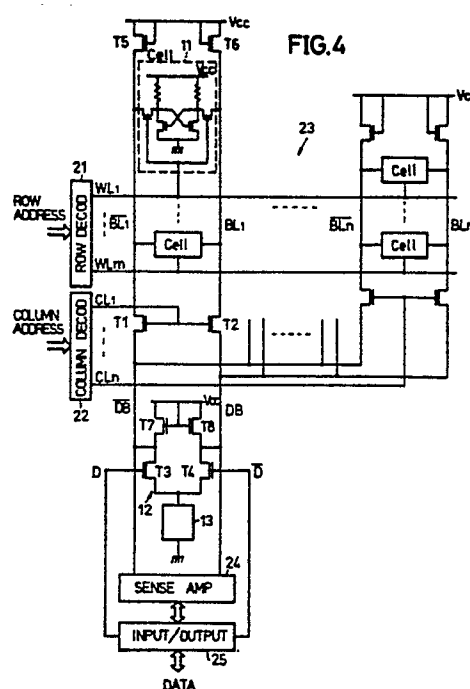 Vcc
T5
T6
FIG.4
Cell
11
Vcc
Vc
21
23
Cell
ROW
ADDRESS
ROW DECOD
WL1
BL1
BL1
BLn
BLn
Cell
Cell
WLm
COLUMN
ADDRESS
COLUMN DECOD
CL1
T1
T2
CLn
22
DB
Vcc
DB
T7
T8
D
T3
T4
D
12
13
24
SENSE AMP
INPUT/OUTPUT
25
DATA